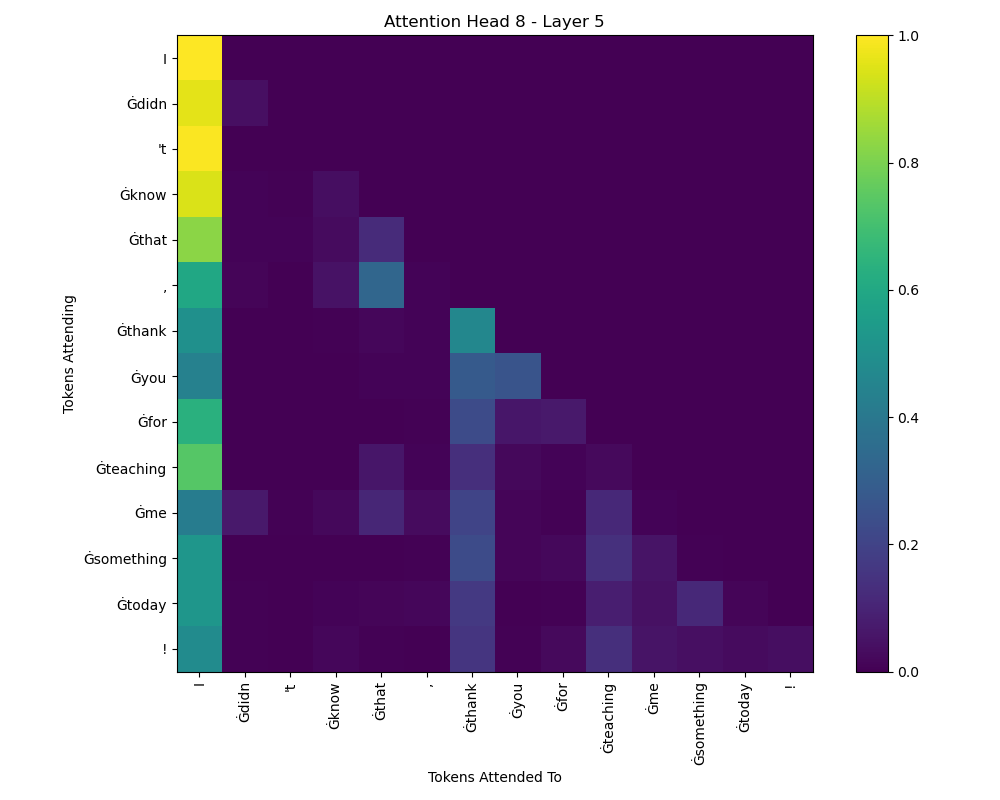 Attention Head 8 - Layer 5
Tokens Attending
I
Ġdidn
't
Ġknow
Ġthat
,
Ġthank
Ġyou
Ġfor
Ġteaching
Ġme
Ġsomething
Ġtoday
!
I
Ġdidn
't
Ġknow
Ġthat
,
Ġthank
Ġyou
Ġfor
Ġteaching
Ġme
Ġsomething
Ġtoday
!
Tokens Attended To
1.0
0.8
0.6
0.4
0.2
0.0